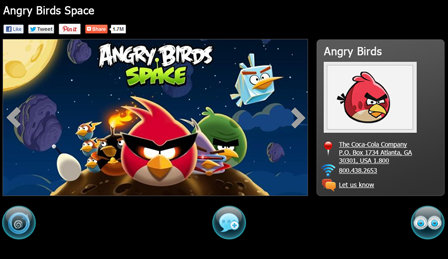 Angry Birds Space
Like
Tweet
Pin it
Share
1.7M
ANGRY BIRDS
SPACE
Angry Birds
The Coca-Cola Company
P.O. Box 1734 Atlanta, GA
30301, USA 1.800
800.438.2653
Let us know